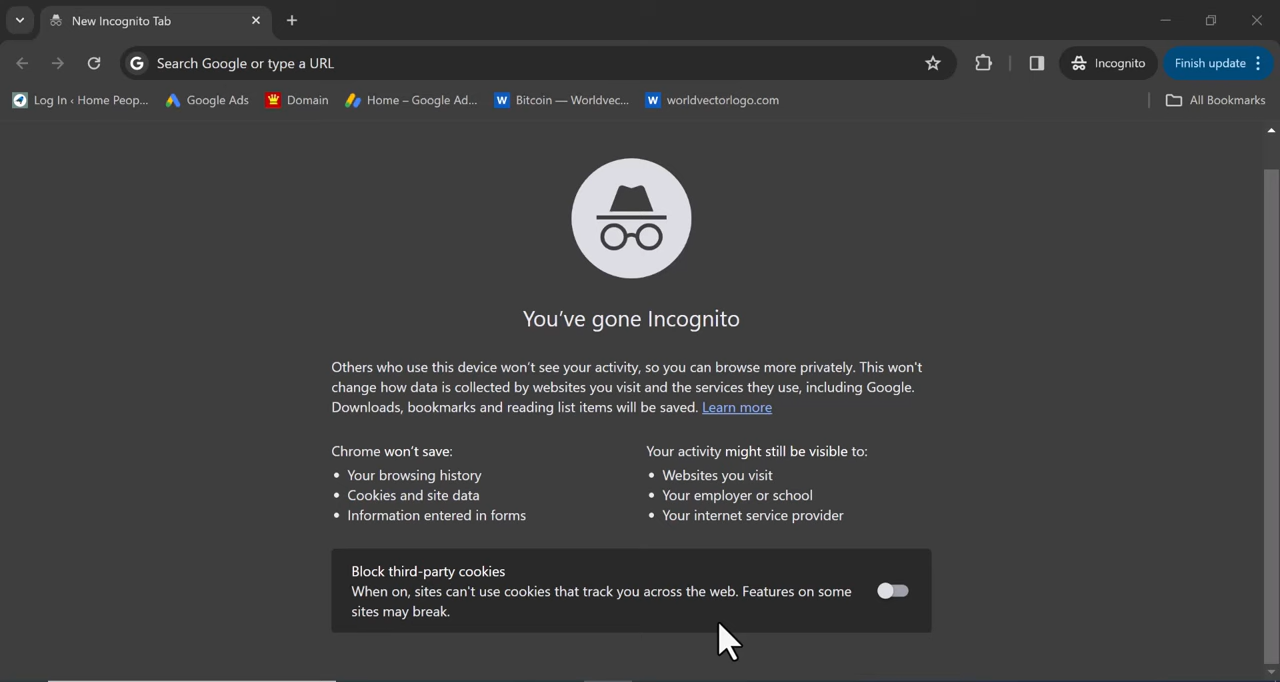 New Incognito Tab
Search Google or type a URL
Incognito
Finish update
Log In ‹ Home Peop...
Google Ads
Domain
Home – Google Ad...
W Bitcoin — Worldvec...
W worldvectorlogo.com
All Bookmarks
You've gone Incognito
Others who use this device won't see your activity, so you can browse more privately. This won't
change how data is collected by websites you visit and the services they use, including Google.
Downloads, bookmarks and reading list items will be saved. Learn more
Chrome won't save:
• Your browsing history
• Cookies and site data
• Information entered in forms
Your activity might still be visible to:
• Websites you visit
• Your employer or school
• Your internet service provider
Block third-party cookies
When on, sites can't use cookies that track you across the web. Features on some
sites may break.